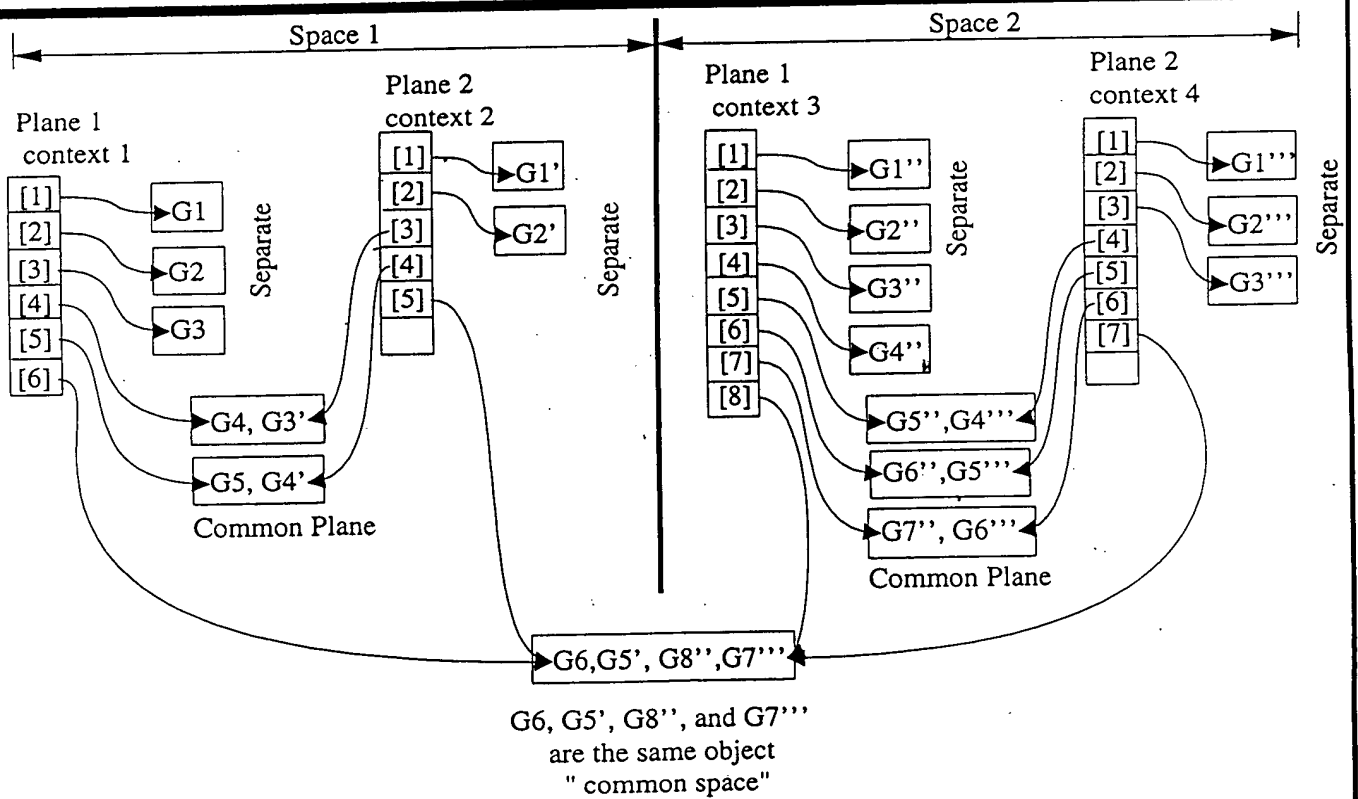 Space 1
Space 2
Plane 1
context 1
[1]
[2]
[3]
[4]
[5]
[6]
G1
G2
G3
Separate
Plane 2
context 2
[1]
[2]
[3]
[4]
[5]
G1'
G2'
Separate
G4, G3'
G5, G4'
Common Plane
Plane 1
context 3
[1]
[2]
[3]
[4]
[5]
[6]
[7]
[8]
G1''
G2''
G3''
G4''
Separate
Plane 2
context 4
[1]
[2]
[3]
[4]
[5]
[6]
[7]
G1'''
G2'''
G3'''
Separate
G5'',G4'''
G6'',G5'''
G7'', G6'''
Common Plane
G6,G5', G8'',G7'''
G6, G5', G8'', and G7'''
are the same object
" common space"